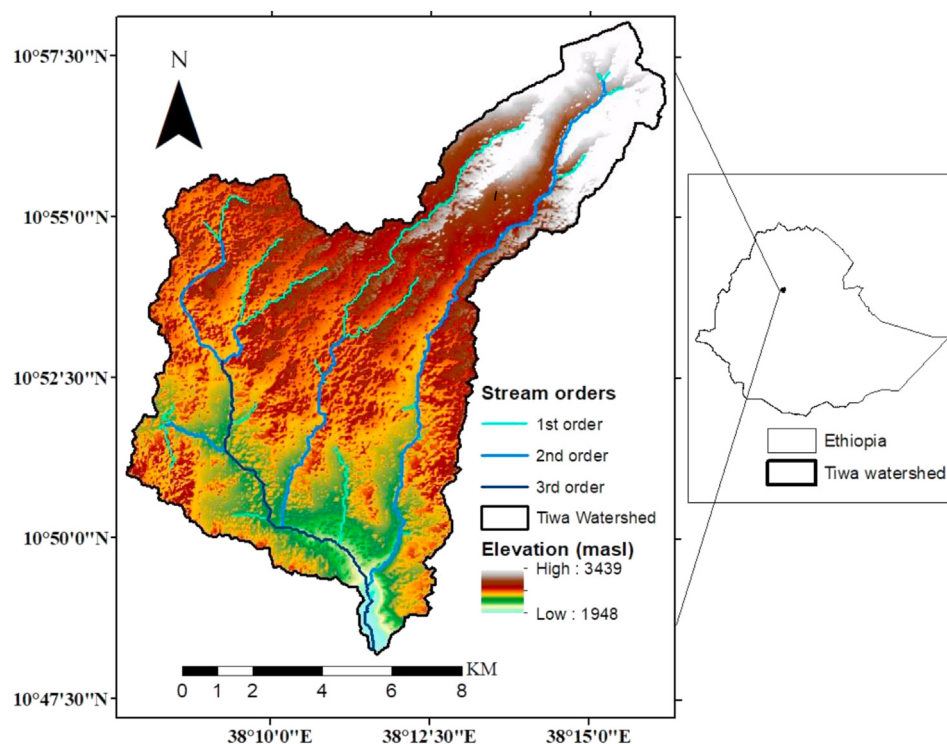 10°57'30"N
10°55'0"N
10°52'30"N
10°50'0"N
10°47'30"N
N
Stream orders
1st order
2nd order
3rd order
Tiwa Watershed
Elevation (masl)
High : 3439
Low : 1948
KM
0 1 2 4 6 8
38°10'0"E
38°12'30"E
38°15'0"E
Ethiopia
Tiwa watershed